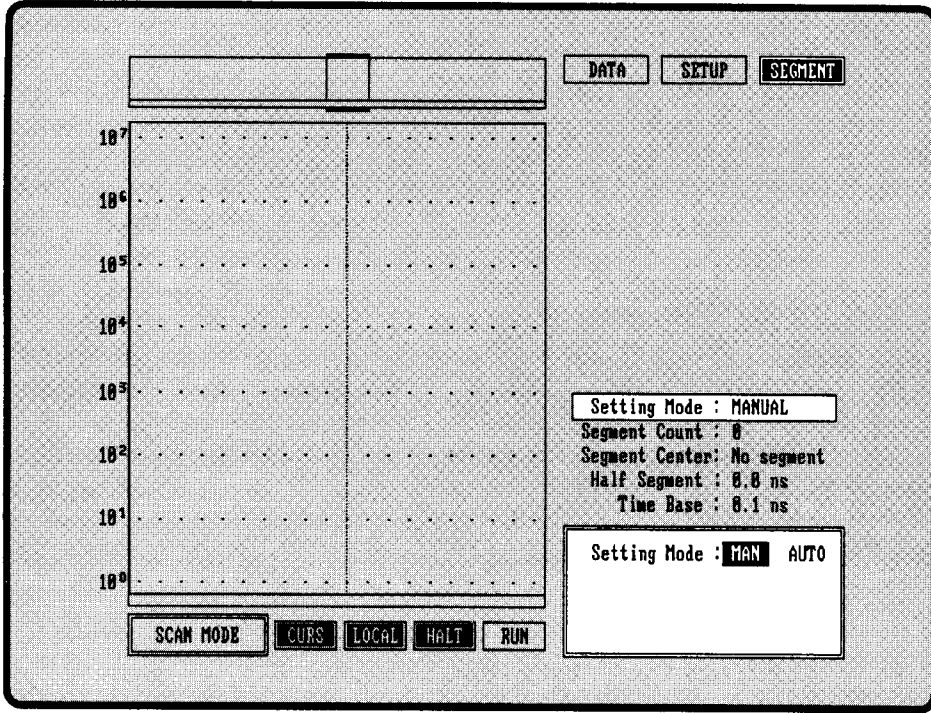 DATA SETUP SEGMENT
10⁷
10⁶
10⁵
10⁴
10³
10²
10¹
10⁰
Setting Mode : MANUAL
Segment Count : 0
Segment Center: No segment
Half Segment : 0.0 ns
Time Base : 0.1 ns
Setting Mode : MAN AUTO
SCAN MODE CURS LOCAL HALT RUN